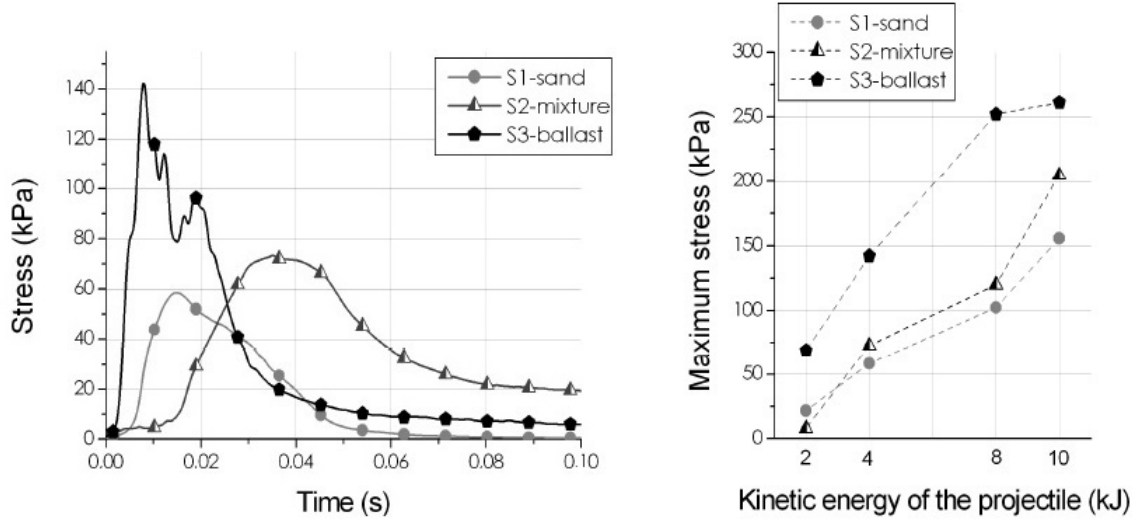 S1-sand
S2-mixture
S3-ballast
Stress (kPa)
140
120
100
80
60
40
20
0
0.00
0.02
0.04
0.06
0.08
0.10
Time (s)
S1-sand
S2-mixture
S3-ballast
Maximum stress (kPa)
300
250
200
150
100
50
0
2
4
8
10
Kinetic energy of the projectile (kJ)